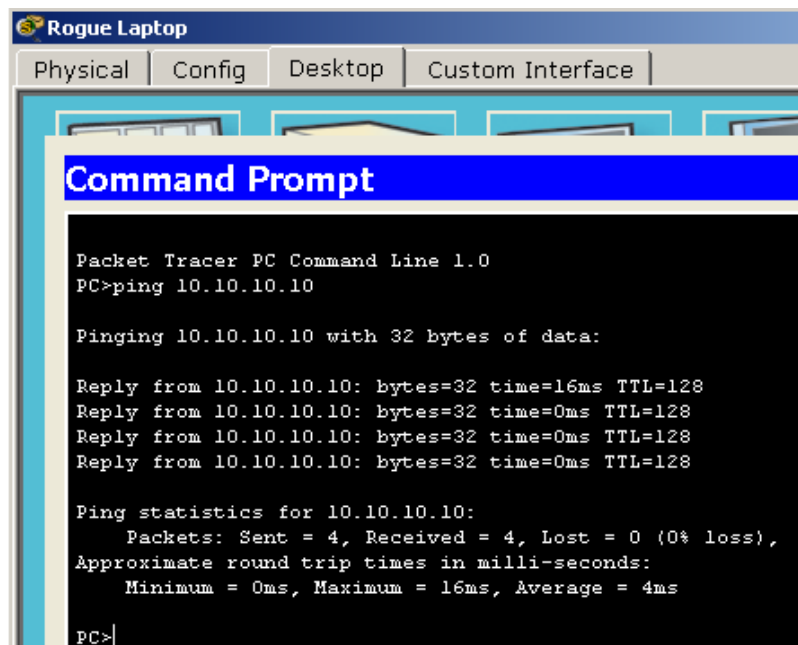 Rogue Laptop
Physical Config Desktop Custom Interface
Command Prompt
Packet Tracer PC Command Line 1.0
PC>ping 10.10.10.10
Pinging 10.10.10.10 with 32 bytes of data:
Reply from 10.10.10.10: bytes=32 time=16ms TTL=128
Reply from 10.10.10.10: bytes=32 time=0ms TTL=128
Reply from 10.10.10.10: bytes=32 time=0ms TTL=128
Reply from 10.10.10.10: bytes=32 time=0ms TTL=128
Ping statistics for 10.10.10.10:
Packets: Sent = 4, Received = 4, Lost = 0 (0% loss),
Approximate round trip times in milli-seconds:
Minimum = 0ms, Maximum = 16ms, Average = 4ms
PC>